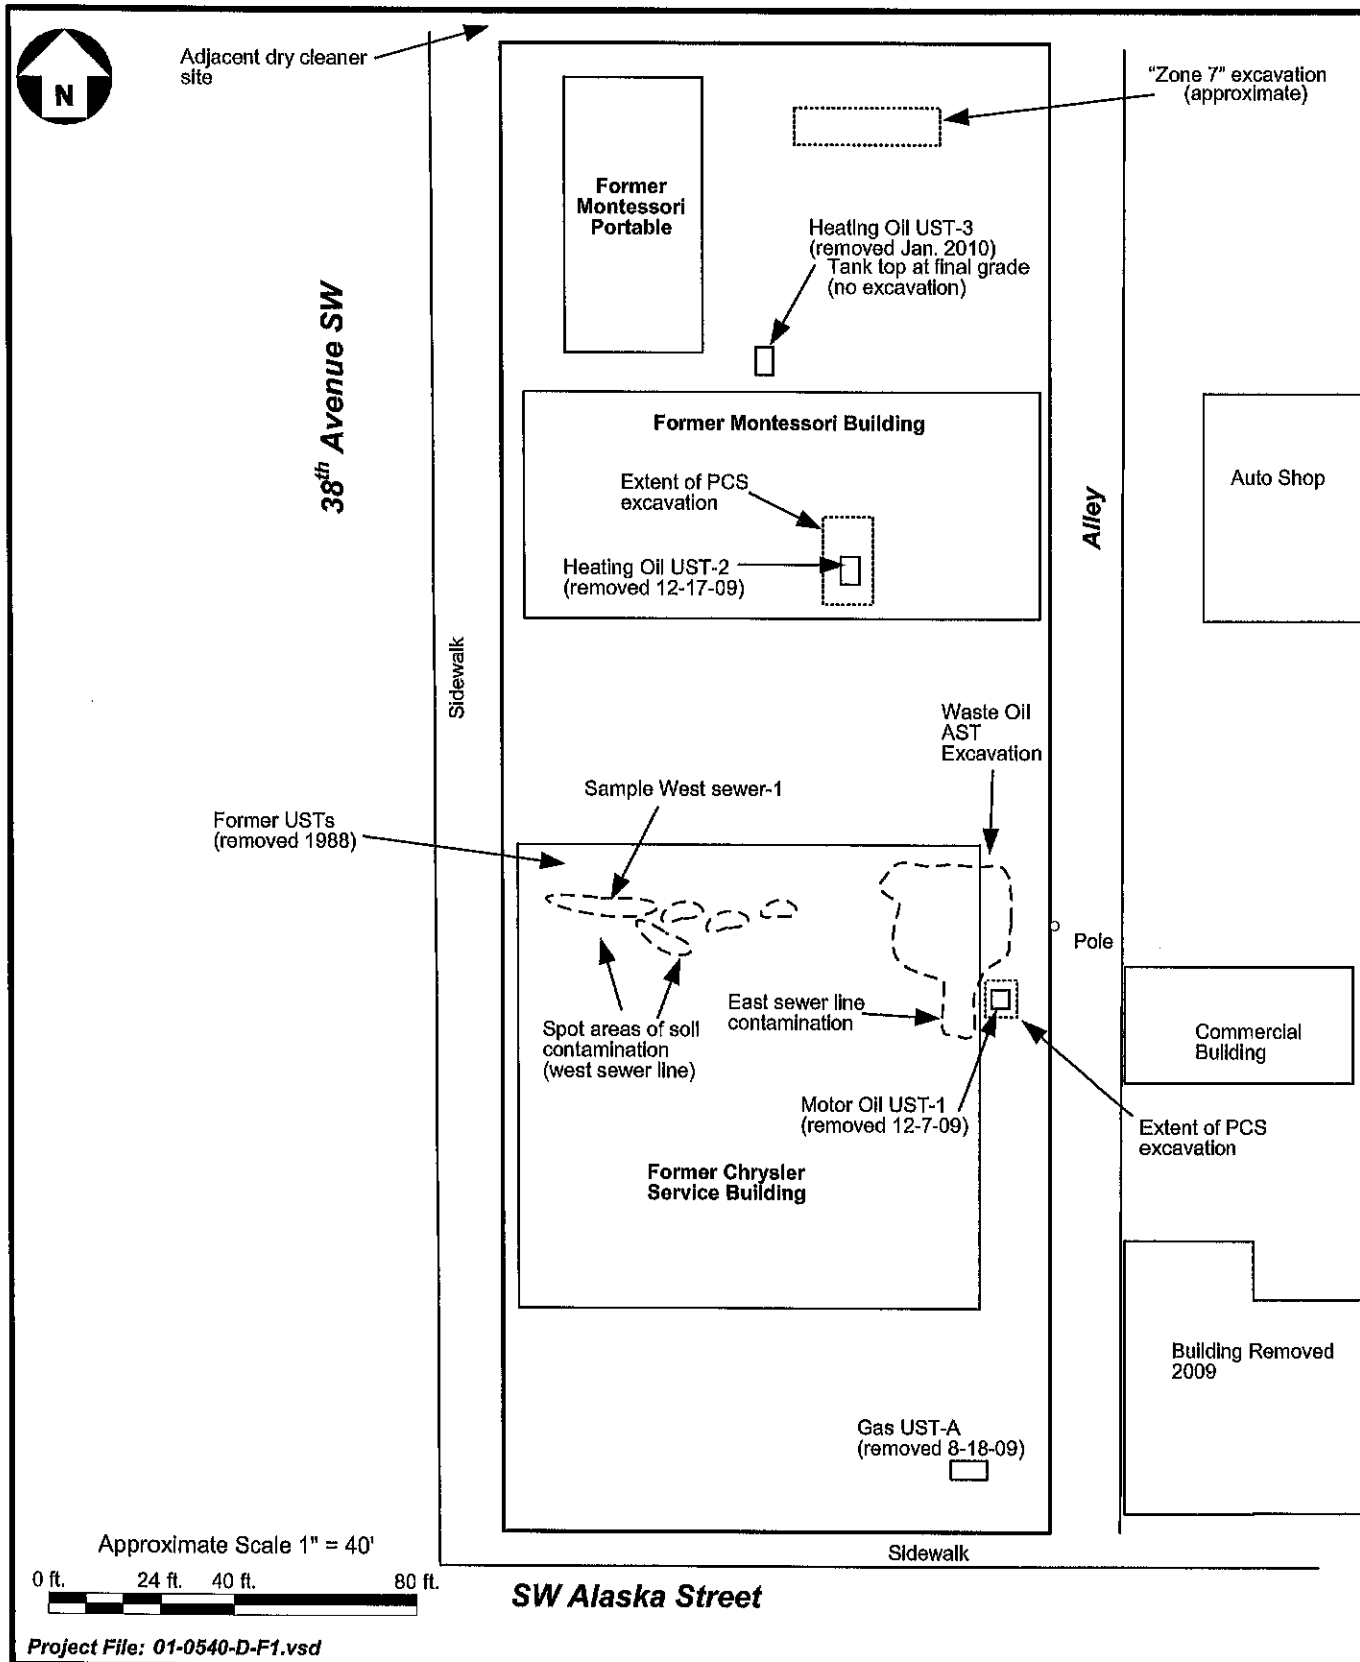 Adjacent dry cleaner
site
N
"Zone 7" excavation
(approximate)
Former
Montessori
Portable
Heating Oil UST-3
(removed Jan. 2010)
Tank top at final grade
(no excavation)
38th Avenue SW
Former Montessori Building
Extent of PCS
excavation
Auto Shop
Alley
Heating Oil UST-2
(removed 12-17-09)
Sidewalk
Waste Oil
AST
Excavation
Sample West sewer-1
Former USTs
(removed 1988)
Pole
East sewer line
contamination
Spot areas of soil
contamination
(west sewer line)
Commercial
Building
Motor Oil UST-1
(removed 12-7-09)
Extent of PCS
excavation
Former Chrysler
Service Building
Building Removed
2009
Gas UST-A
(removed 8-18-09)
Approximate Scale 1" = 40'
Sidewalk
0 ft. 24 ft. 40 ft. 80 ft.
SW Alaska Street
Project File: 01-0540-D-F1.vsd